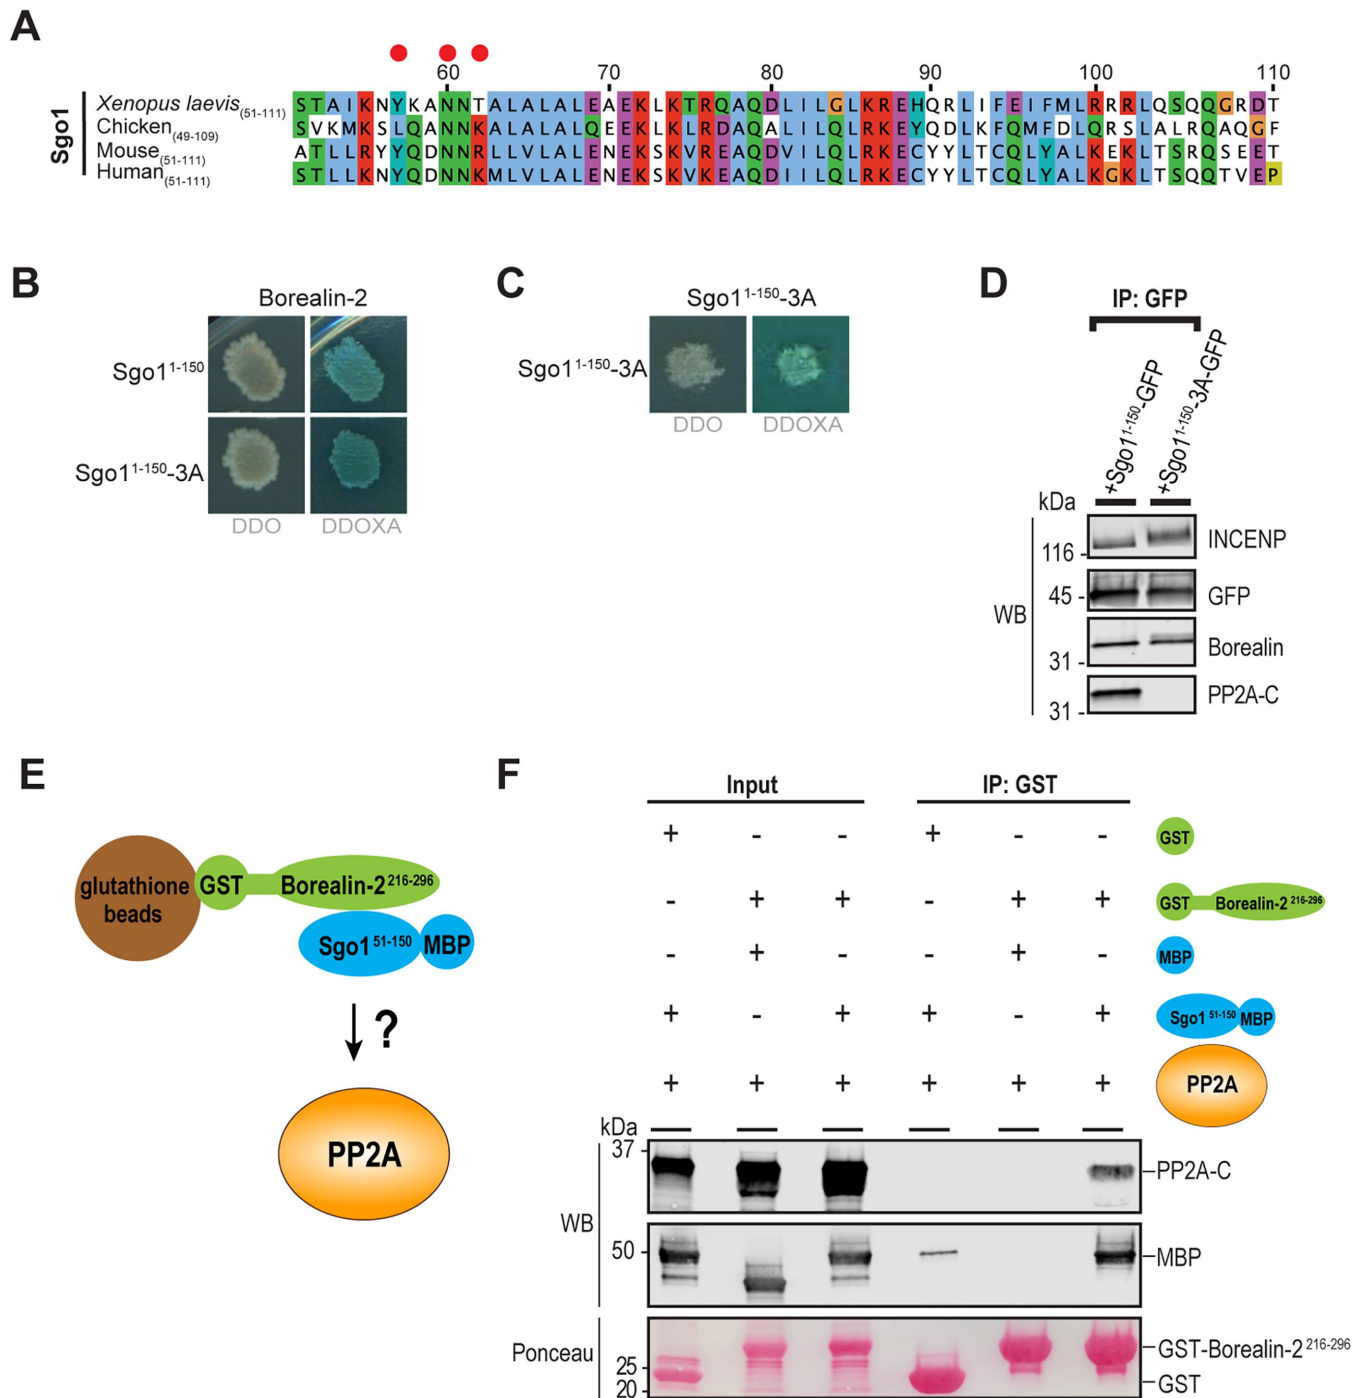 A
60 70 80 90 100 110
Sgo1
Xenopus laevis(51-111) STAIKNYKANNTALALALEAEKLKTRQAQDLILGLKREHQRLIFEIFMLRRRLQSQQGRDT
Chicken(49-109) SVKMKSLQANNKALALALQEEKLKLRDAQALILQLKREYQDLKFQMFDLQRSLALRQAQGF
Mouse(51-111) ATLLRYYQDNNRLLVLALENEKSKVREAQDVILQLRKECYYLTCQLYALKEKLTSRQSEET
Human(51-111) STLLKNYQDNNKMLVLALENEKSKVKEAQDIILQLRKECYYLTCQLYALKGKLTSQQTVEP
B
Borealin-2
Sgo1 1-150
Sgo1 1-150-3A
DDO DDOXA
C
Sgo1 1-150-3A
Sgo1 1-150-3A
DDO DDOXA
D
IP: GFP
+Sgo1 1-150-GFP
+Sgo1 1-150-3A-GFP
kDa
WB
116 - INCENP
45 - GFP
Borealin
31 -
PP2A-C
31 -
E
glutathione beads
GST Borealin-2 216-296
Sgo1 51-150 MBP
?
PP2A
F
Input IP: GST
+ - - + - - GST
- + + - + + GST Borealin-2 216-296
- + - - + - MBP
+ - + + - + Sgo1 51-150 MBP
+ + + + + + PP2A
kDa
WB
37 -
PP2A-C
50 - MBP
Ponceau
GST-Borealin-2 216-296
25 -
GST
20 -